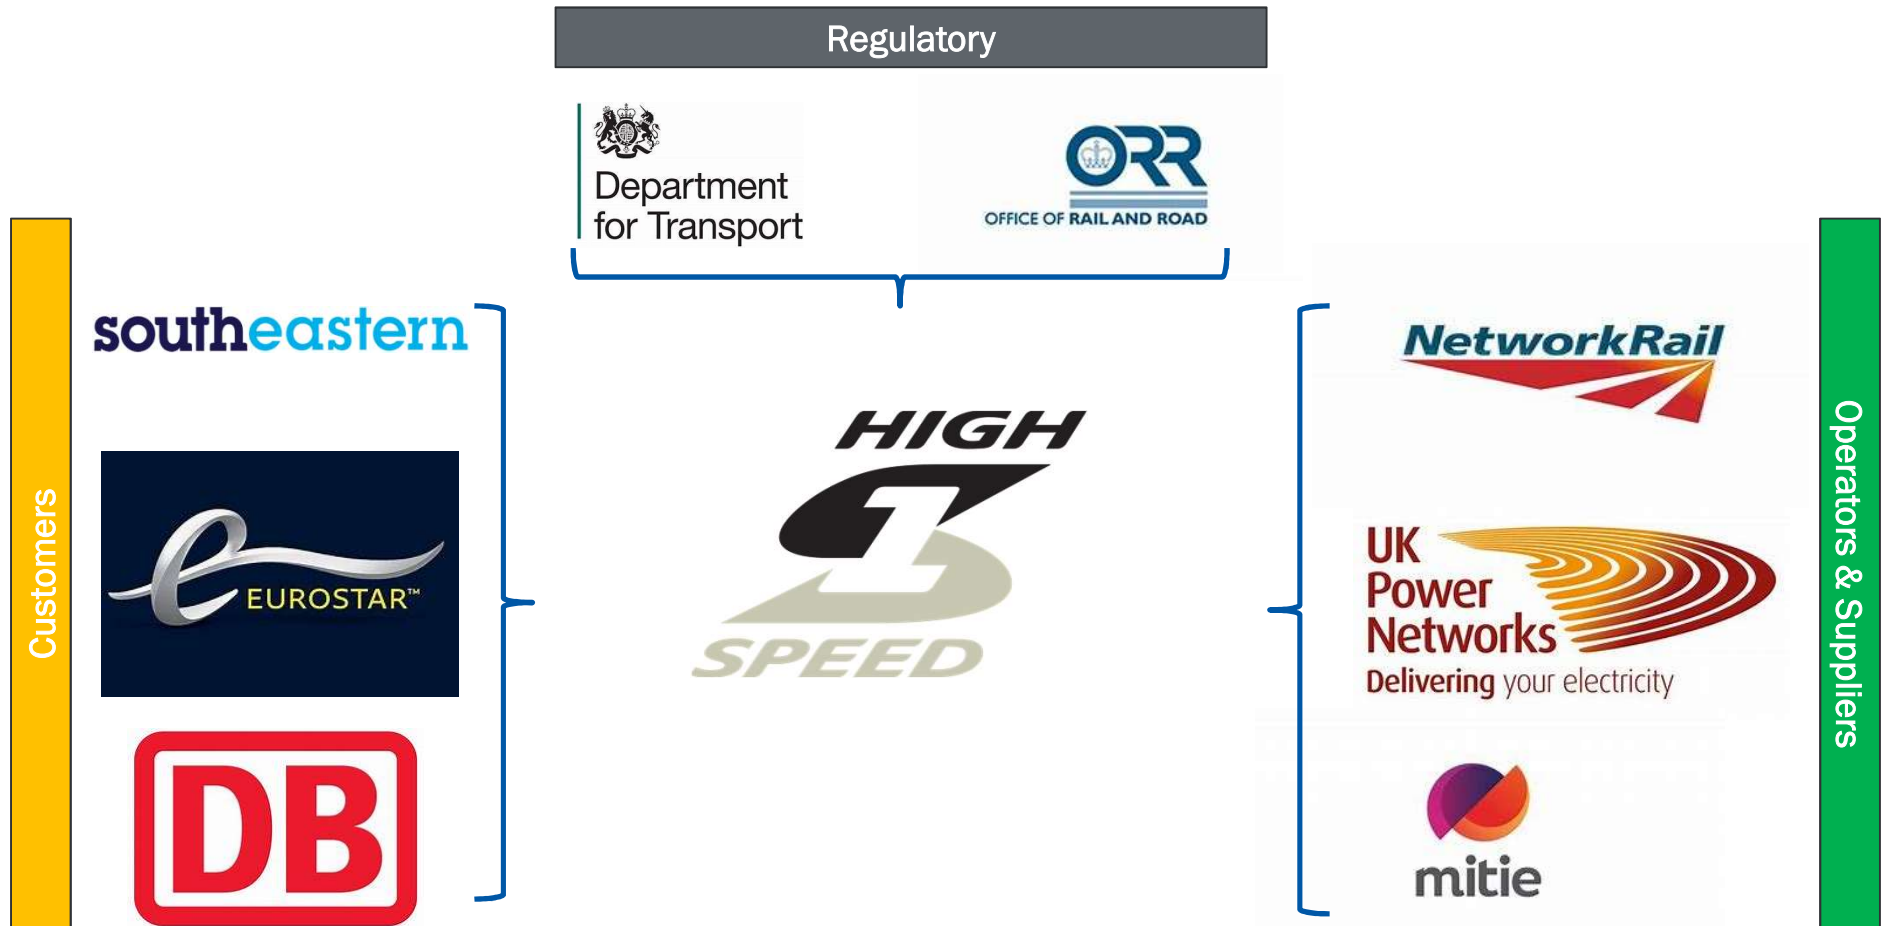 Regulatory
Department
for Transport
ORR
OFFICE OF RAIL AND ROAD
Customers
southeastern
EUROSTAR™
DB
HIGH
1
SPEED
NetworkRail
UK
Power
Networks
Delivering your electricity
mitie
Operators & Suppliers